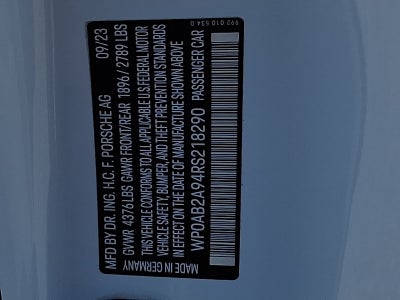 MFD BY DR. ING. H.C. F. PORSCHE AG 09/23
GVWR 4376 LBS GAWR FRONT/REAR 1896 / 2789 LBS
THIS VEHICLE CONFORMS TO ALL APPLICABLE U.S.FEDERAL MOTOR
VEHICLE SAFETY, BUMPER, AND THEFT PREVENTION STANDARDS
IN EFFECT ON THE DATE OF MANUFACTURE SHOWN ABOVE
WP0AB2A94RS218290 PASSENGER CAR
MADE IN GERMANY 992 010 534 D